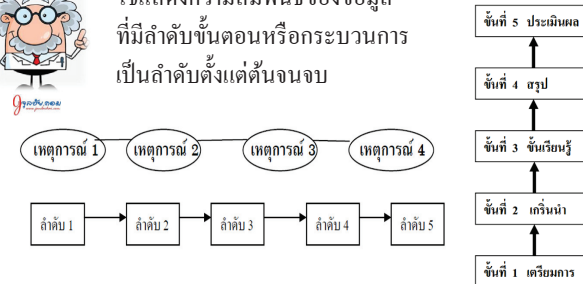 ใช้แสดงความสัมพันธ์ของข้อมูล
ที่มีลำดับขั้นตอนหรือกระบวนการ
เป็นลำดับตั้งแต่ต้นจนจบ
เหตุการณ์ 1
เหตุการณ์ 2
เหตุการณ์ 3
เหตุการณ์ 4
ลำดับ 1
ลำดับ 2
ลำดับ 3
ลำดับ 4
ลำดับ 5
ขั้นที่ 5 ประเมินผล
ขั้นที่ 4 สรุป
ขั้นที่ 3 ขั้นเรียนรู้
ขั้นที่ 2 เกริ่นนำ
ขั้นที่ 1 เตรียมการ